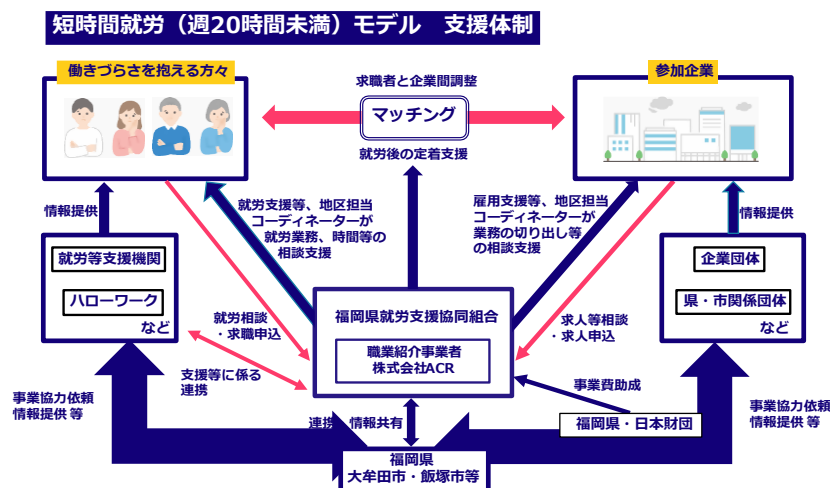 短時間就労（週20時間未満）モデル　支援体制
働きづらさを抱える方々
参加企業
求職者と企業間調整
マッチング
就労後の定着支援
情報提供
就労支援等、地区担当
コーディネーターが
就労業務、時間等の
相談支援
雇用支援等、地区担当
コーディネーターが
業務の切り出し等
の相談支援
情報提供
就労等支援機関
ハローワーク
など
企業団体
県・市関係団体
など
就労相談
・求職申込
福岡県就労支援協同組合
職業紹介事業者
株式会社ACR
求人等相談
・求人申込
支援等に係る
連携
事業費助成
事業協力依頼
情報提供 等
連携　情報共有
福岡県・日本財団
事業協力依頼
情報提供 等
福岡県
大牟田市・飯塚市等